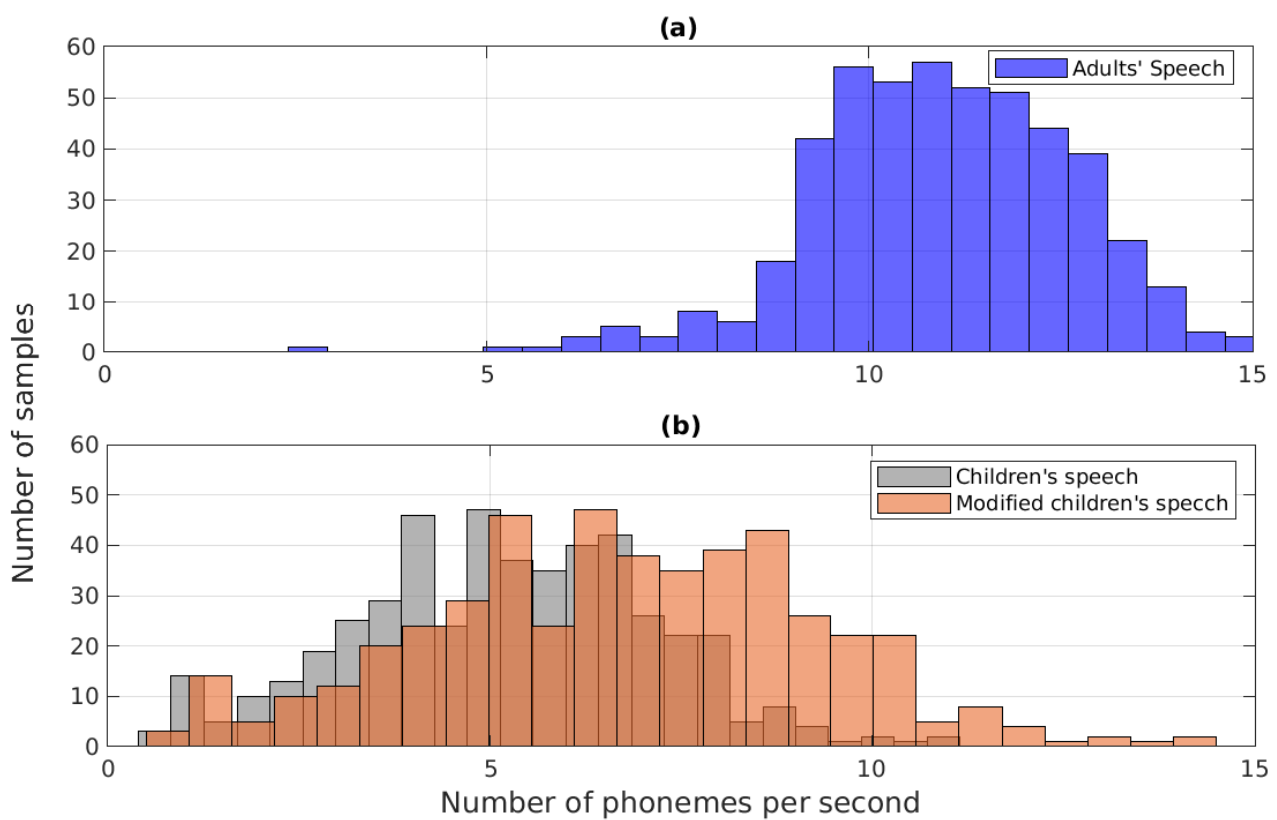 (a)
60
50
40
30
20
10
0
Adults' Speech
0 5 10 15
Number of samples
(b)
60
50
40
30
20
10
0
Children's speech
Modified children's specch
0 5 10 15
Number of phonemes per second